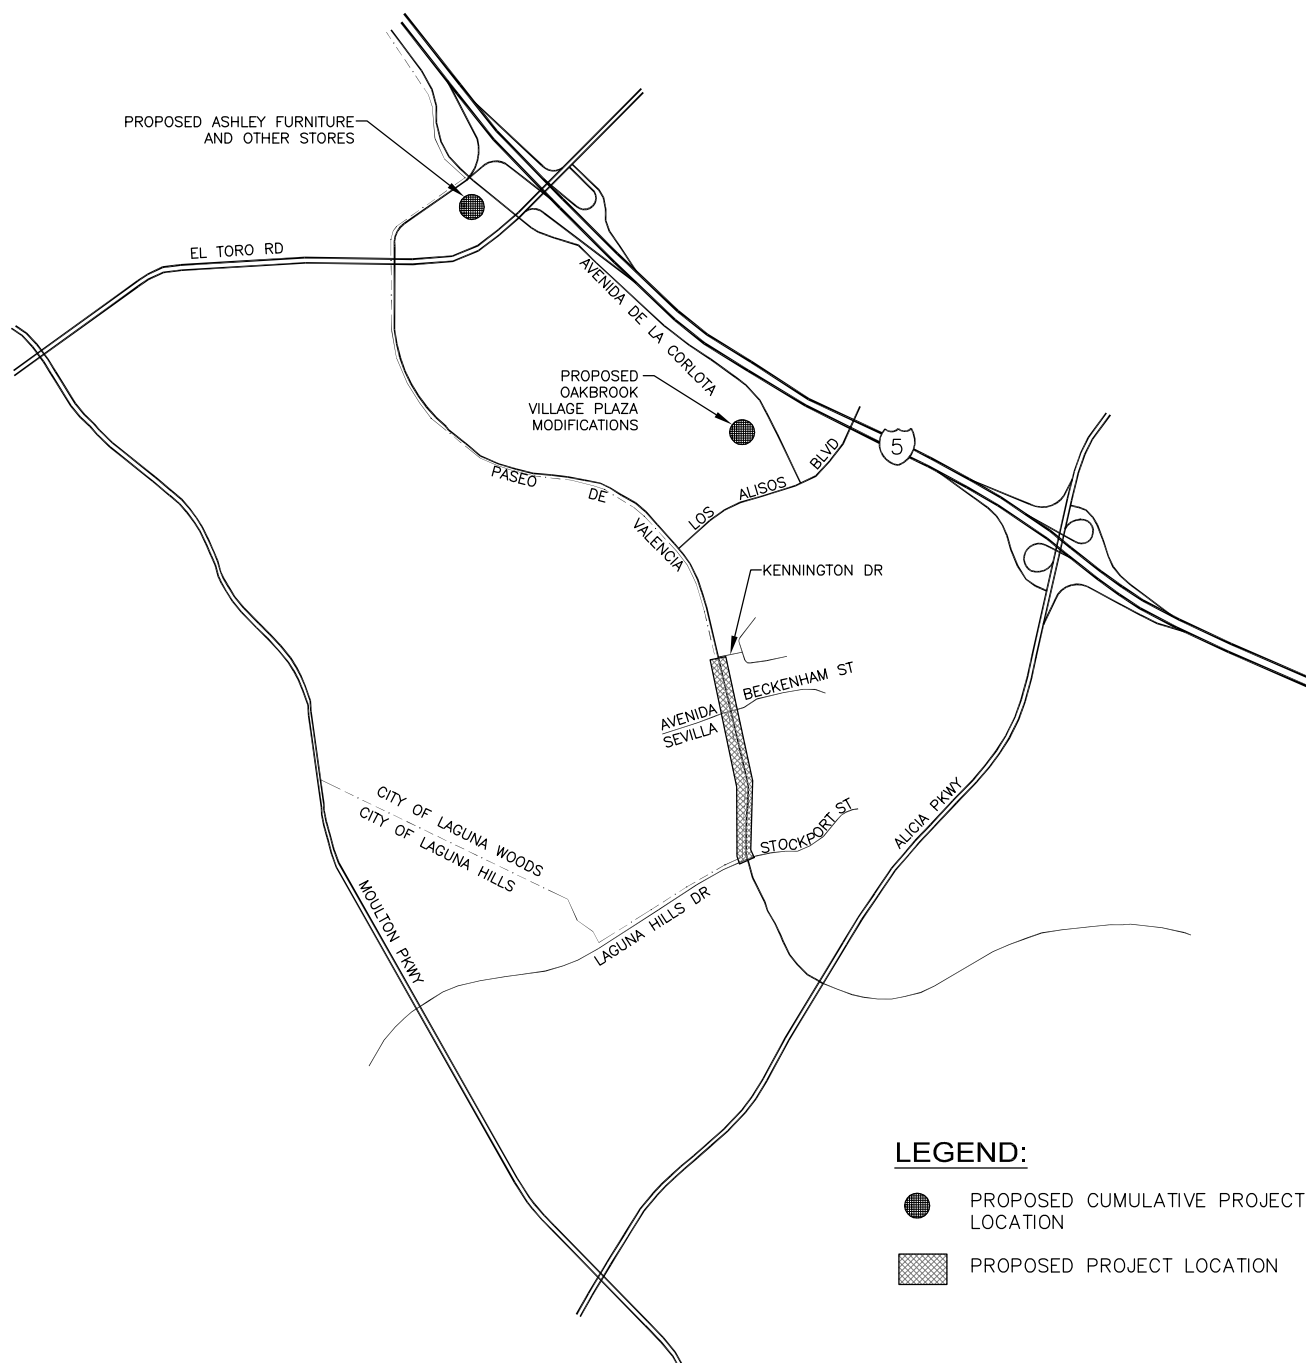 PROPOSED ASHLEY FURNITURE
AND OTHER STORES
EL TORO RD
AVENIDA DE LA CORLOTA
PROPOSED
OAKBROOK
VILLAGE PLAZA
MODIFICATIONS
5
LOS ALISOS BLVD
PASEO DE VALENCIA
KENNINGTON DR
BECKENHAM ST
AVENIDA
SEVILLA
CITY OF LAGUNA WOODS
CITY OF LAGUNA HILLS
STOCKPORT ST
ALICIA PKWY
MOULTON PKWY
LAGUNA HILLS DR
LEGEND:
PROPOSED CUMULATIVE PROJECT
LOCATION
PROPOSED PROJECT LOCATION